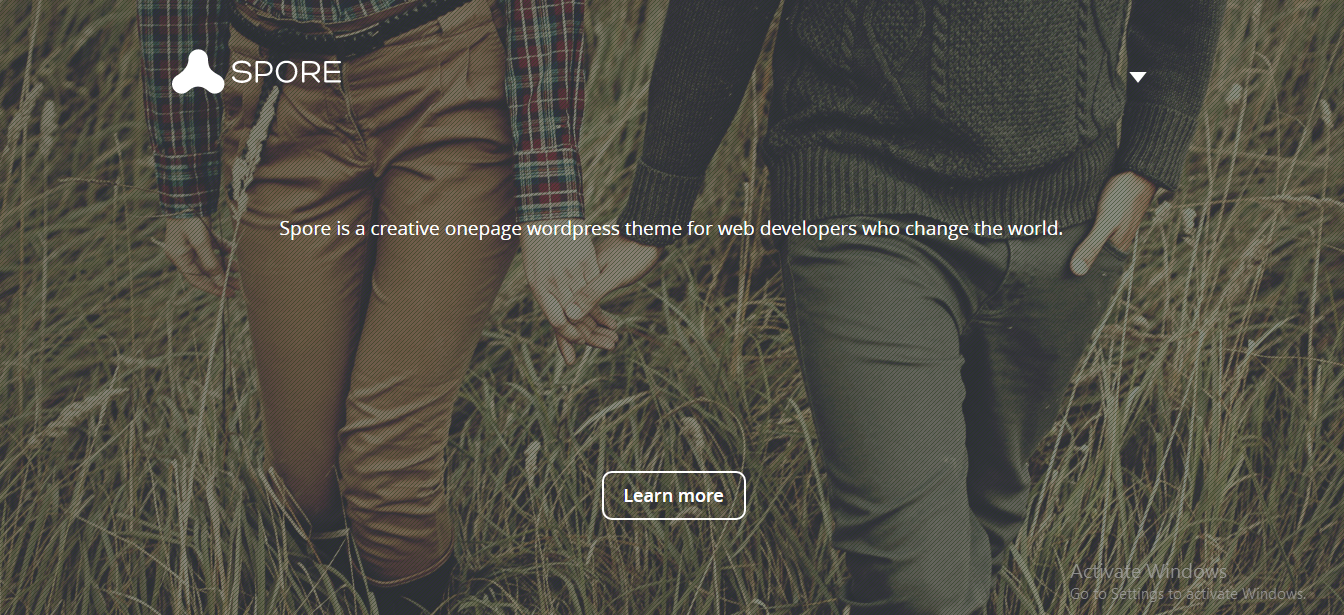 SPORE
Spore is a creative onepage wordpress theme for web developers who change the world.
Learn more
Activate Windows
Go to Settings to activate Windows.